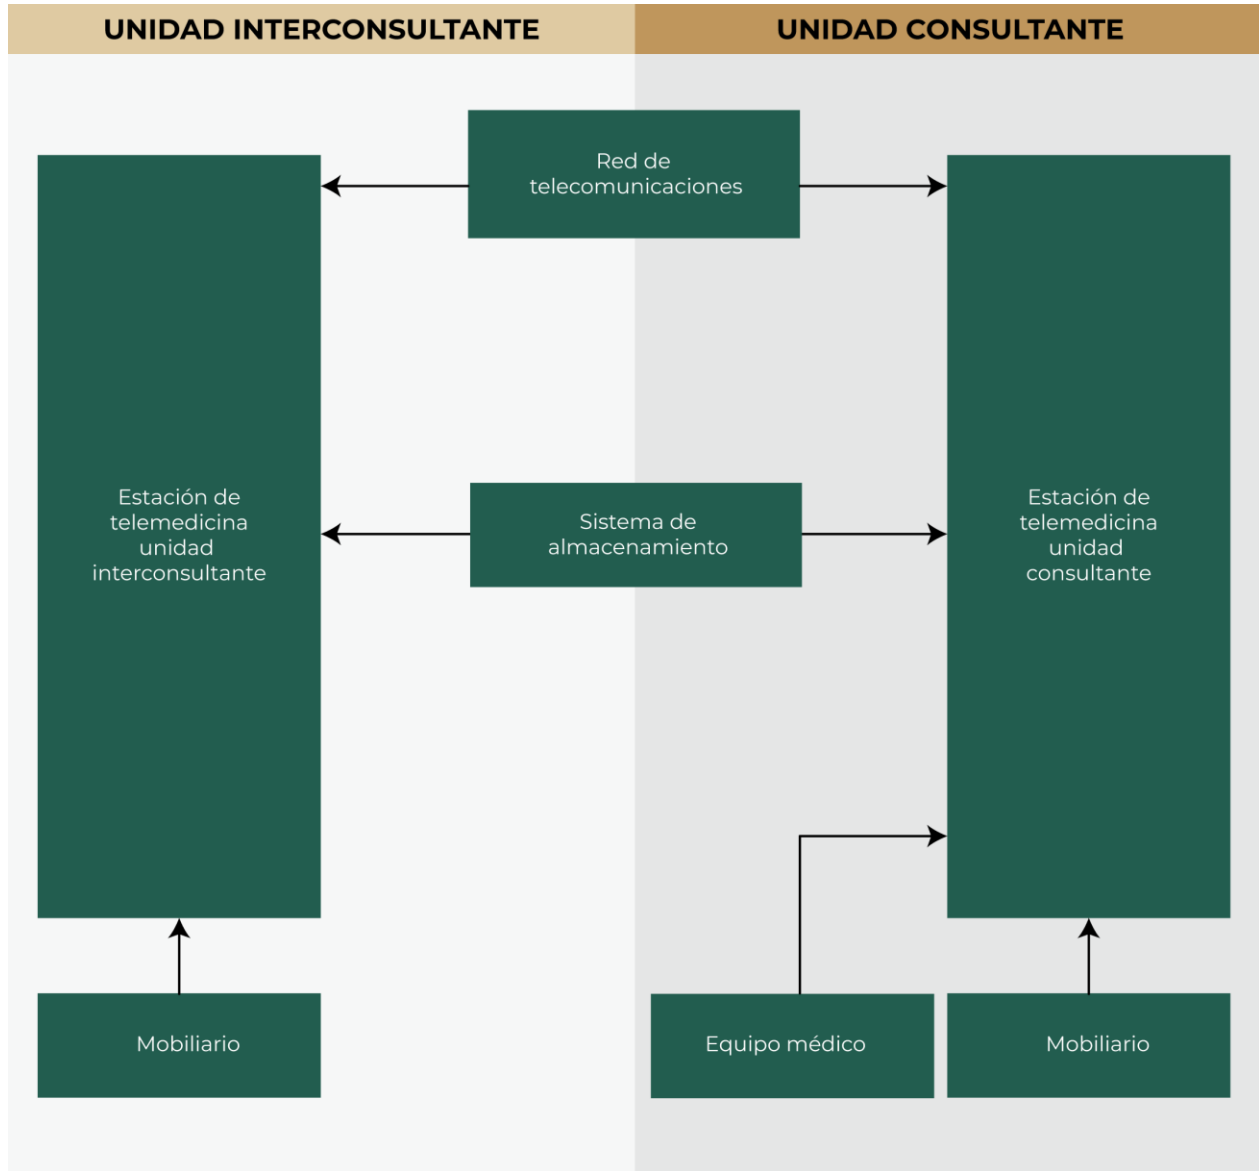 UNIDAD INTERCONSULTANTE
UNIDAD CONSULTANTE
Red de
telecomunicaciones
Estación de
telemedicina
unidad
interconsultante
Sistema de
almacenamiento
Estación de
telemedicina
unidad
consultante
Mobiliario
Equipo médico
Mobiliario